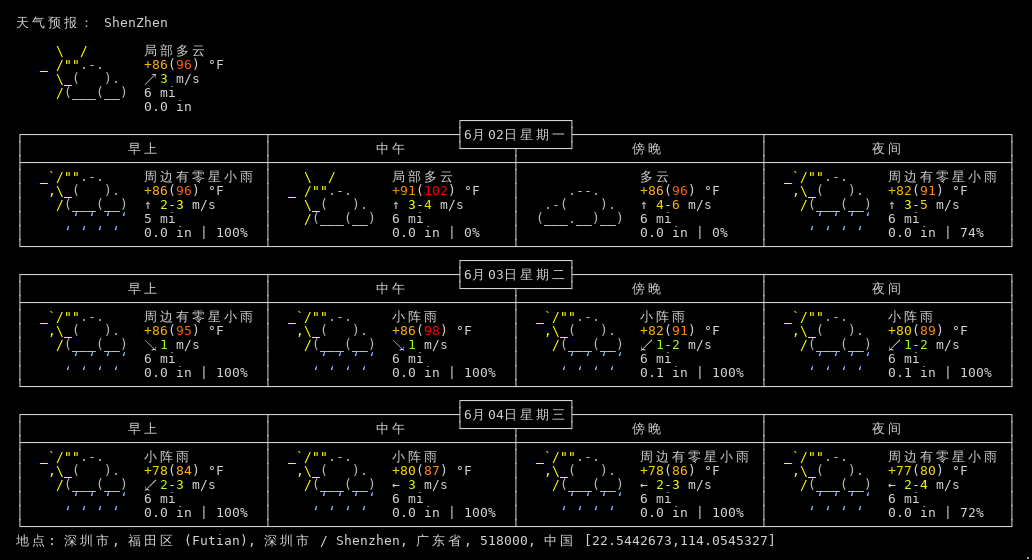 天气预报： ShenZhen
局部多云
+86(96) °F
↗3 m/s
6 mi
0.0 in
6月02日星期一
早上 中午 傍晚 夜间
周边有零星小雨 局部多云 多云 周边有零星小雨
+86(96) °F +91(102) °F +86(96) °F +82(91) °F
↑ 2-3 m/s ↑ 3-4 m/s ↑ 4-6 m/s ↑ 3-5 m/s
5 mi 6 mi 6 mi 6 mi
0.0 in | 100% 0.0 in | 0% 0.0 in | 0% 0.0 in | 74%
6月03日星期二
早上 中午 傍晚 夜间
周边有零星小雨 小阵雨 小阵雨 小阵雨
+86(95) °F +86(98) °F +82(91) °F +80(89) °F
↘1 m/s ↘1 m/s ↙1-2 m/s ↙1-2 m/s
6 mi 6 mi 6 mi 6 mi
0.0 in | 100% 0.0 in | 100% 0.1 in | 100% 0.1 in | 100%
6月04日星期三
早上 中午 傍晚 夜间
小阵雨 小阵雨 周边有零星小雨 周边有零星小雨
+78(84) °F +80(87) °F +78(86) °F +77(80) °F
↙2-3 m/s ← 3 m/s ← 2-3 m/s ← 2-4 m/s
6 mi 6 mi 6 mi 6 mi
0.0 in | 100% 0.0 in | 100% 0.0 in | 100% 0.0 in | 72%
地点: 深圳市, 福田区 (Futian), 深圳市 / Shenzhen, 广东省, 518000, 中国 [22.5442673,114.0545327]